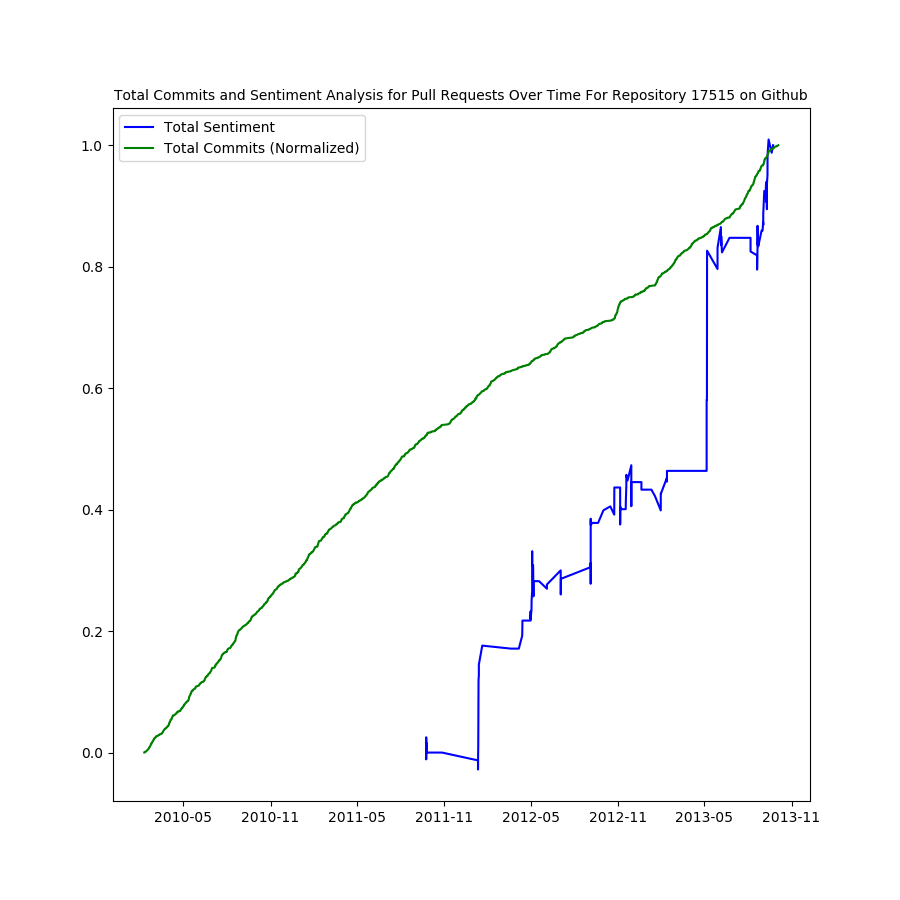 Total Commits and Sentiment Analysis for Pull Requests Over Time For Repository 17515 on Github
Total Sentiment
Total Commits (Normalized)
1.0
0.8
0.6
0.4
0.2
0.0
2010-05 2010-11 2011-05 2011-11 2012-05 2012-11 2013-05 2013-11